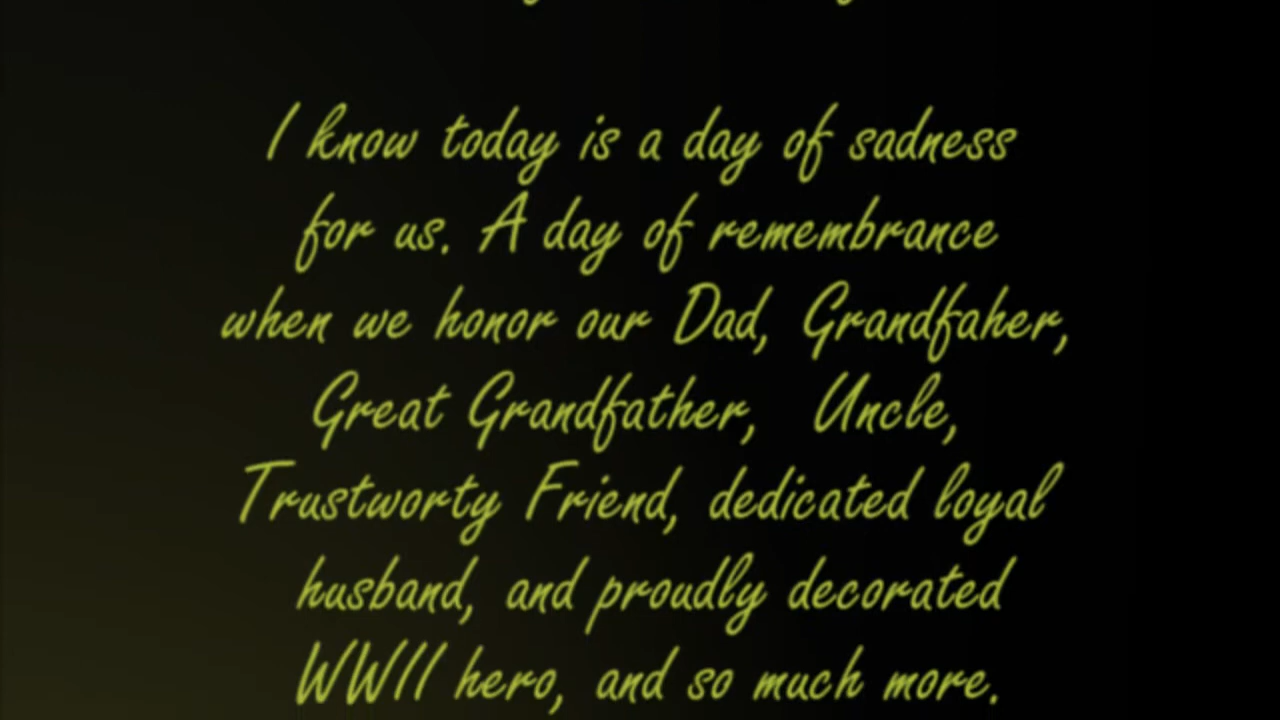 I know today is a day of sadness
for us. A day of remembrance
when we honor our Dad, Grandfaher,
Great Grandfather, Uncle,
Trustworty Friend, dedicated loyal
husband, and proudly decorated
WWII hero, and so much more.